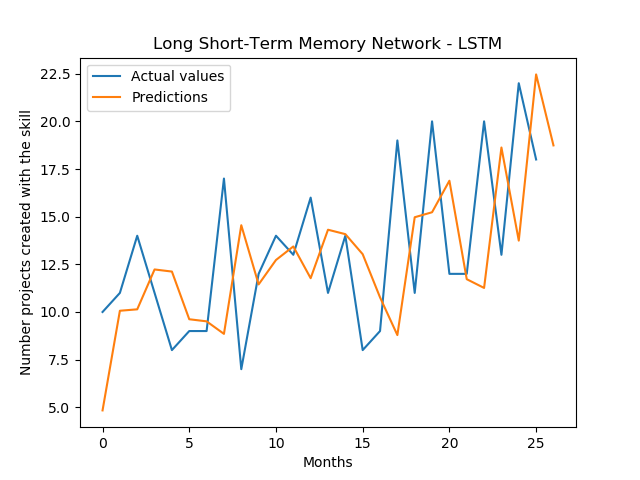 Long Short-Term Memory Network - LSTM
Actual values
Predictions
Number projects created with the skill
22.5
20.0
17.5
15.0
12.5
10.0
7.5
5.0
0 5 10 15 20 25
Months